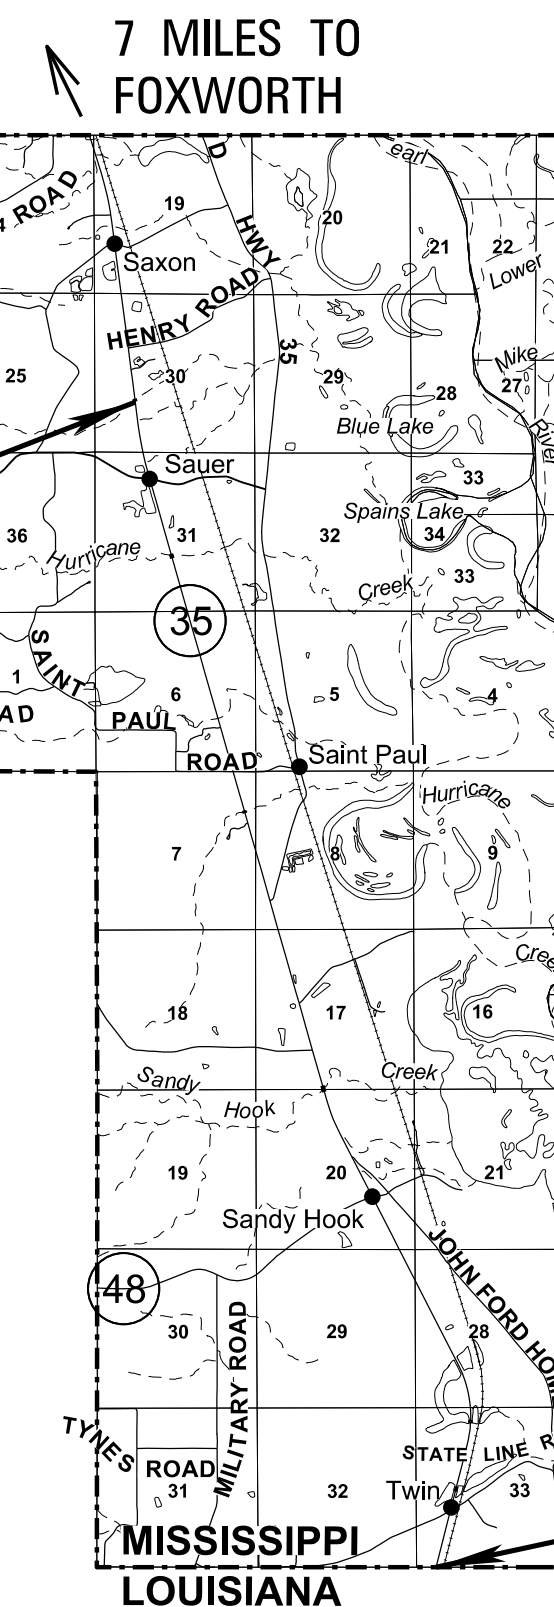 7 MILES TO
FOXWORTH
D
earl
ROAD
19
20
HWY
21
22
Saxon
Lower
HENRY ROAD
35
Mike
25
30
29
28
27
Blue Lake
River
Sauer
33
Spains Lake
36
31
32
34
Hurricane
33
Creek
35
SAINT
1
6
5
4
AD
PAUL
ROAD
Saint Paul
Hurricane
7
8
9
Cree
18
17
16
Sandy
Creek
Hook
19
20
21
Sandy Hook
JOHN FORD HOM
48
30
29
28
MILITARY ROAD
TYNES
ROAD
STATE LINE R
31
32
Twin
33
MISSISSIPPI
LOUISIANA